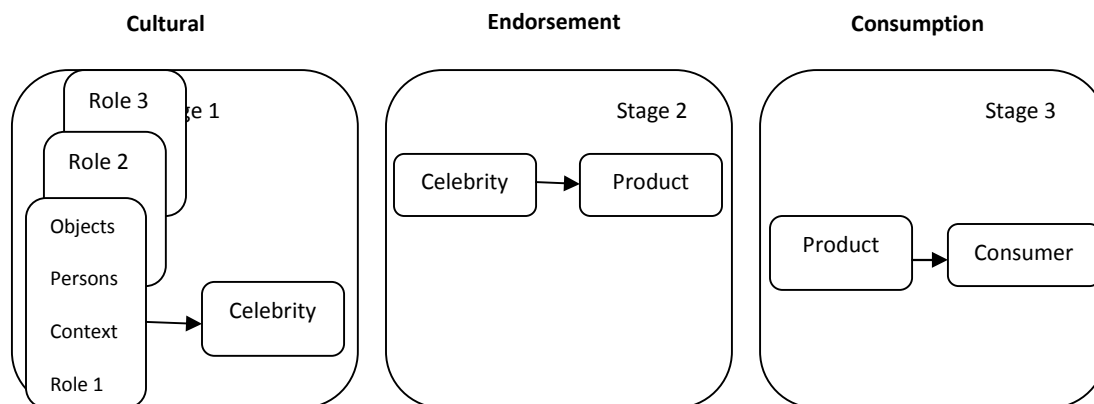 Cultural
Endorsement
Consumption
Role 3
ge 1
Role 2
Objects
Persons
Context
Role 1
Celebrity
Stage 2
Celebrity
Product
Stage 3
Product
Consumer